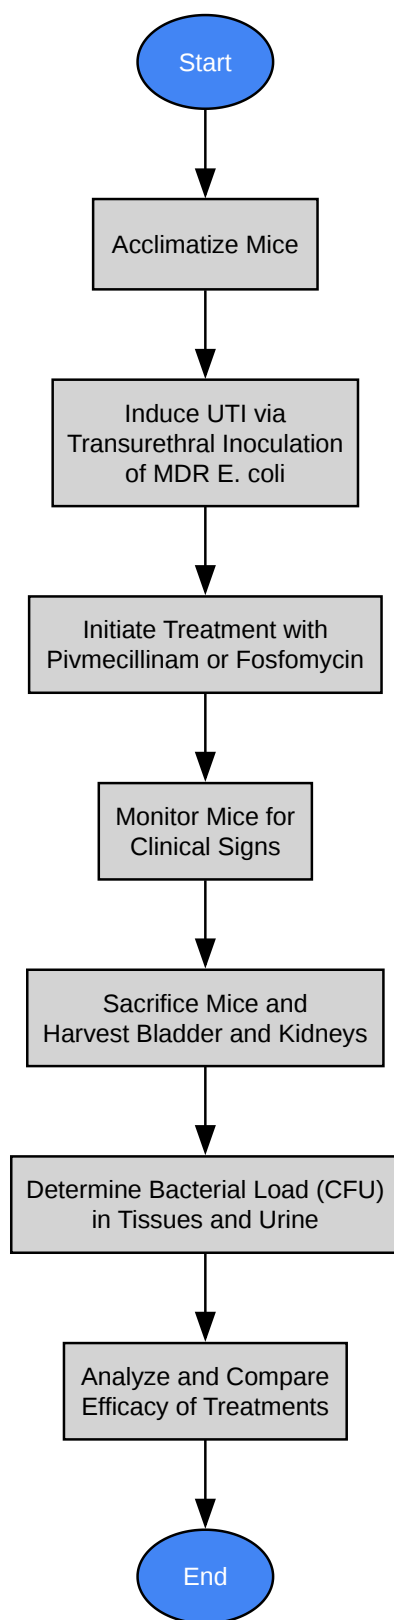 Start
Acclimatize Mice
Induce UTI via
Transurethral Inoculation
of MDR E. coli
Initiate Treatment with
Pivmecillinam or Fosfomycin
Monitor Mice for
Clinical Signs
Sacrifice Mice and
Harvest Bladder and Kidneys
Determine Bacterial Load (CFU)
in Tissues and Urine
Analyze and Compare
Efficacy of Treatments
End